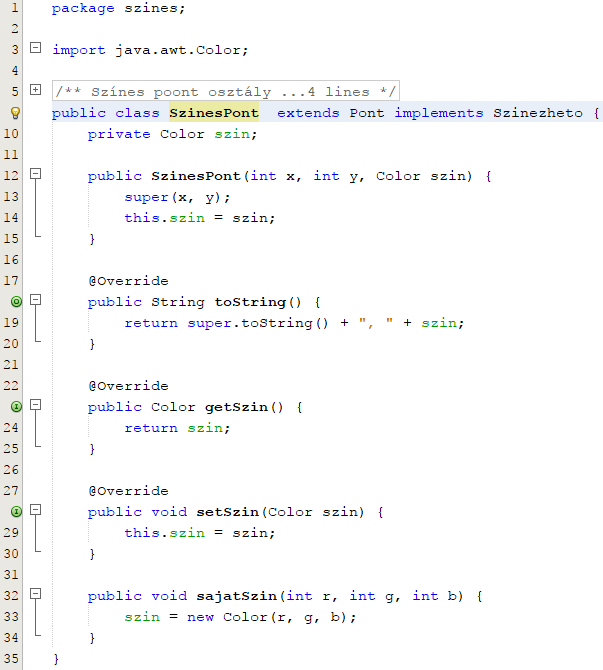 1 package szines;
2
3 import java.awt.Color;
4
5 /** Színes poont osztály ...4 lines */
public class SzinesPont  extends Pont implements Szinezheto {
10     private Color szin;
11
12     public SzinesPont(int x, int y, Color szin) {
13         super(x, y);
14         this.szin = szin;
15     }
16
17     @Override
public String toString() {
19         return super.toString() + ", " + szin;
20     }
21
22     @Override
public Color getSzin() {
24         return szin;
25     }
26
27     @Override
public void setSzin(Color szin) {
29         this.szin = szin;
30     }
31
32     public void sajatSzin(int r, int g, int b) {
33         szin = new Color(r, g, b);
34     }
35 }